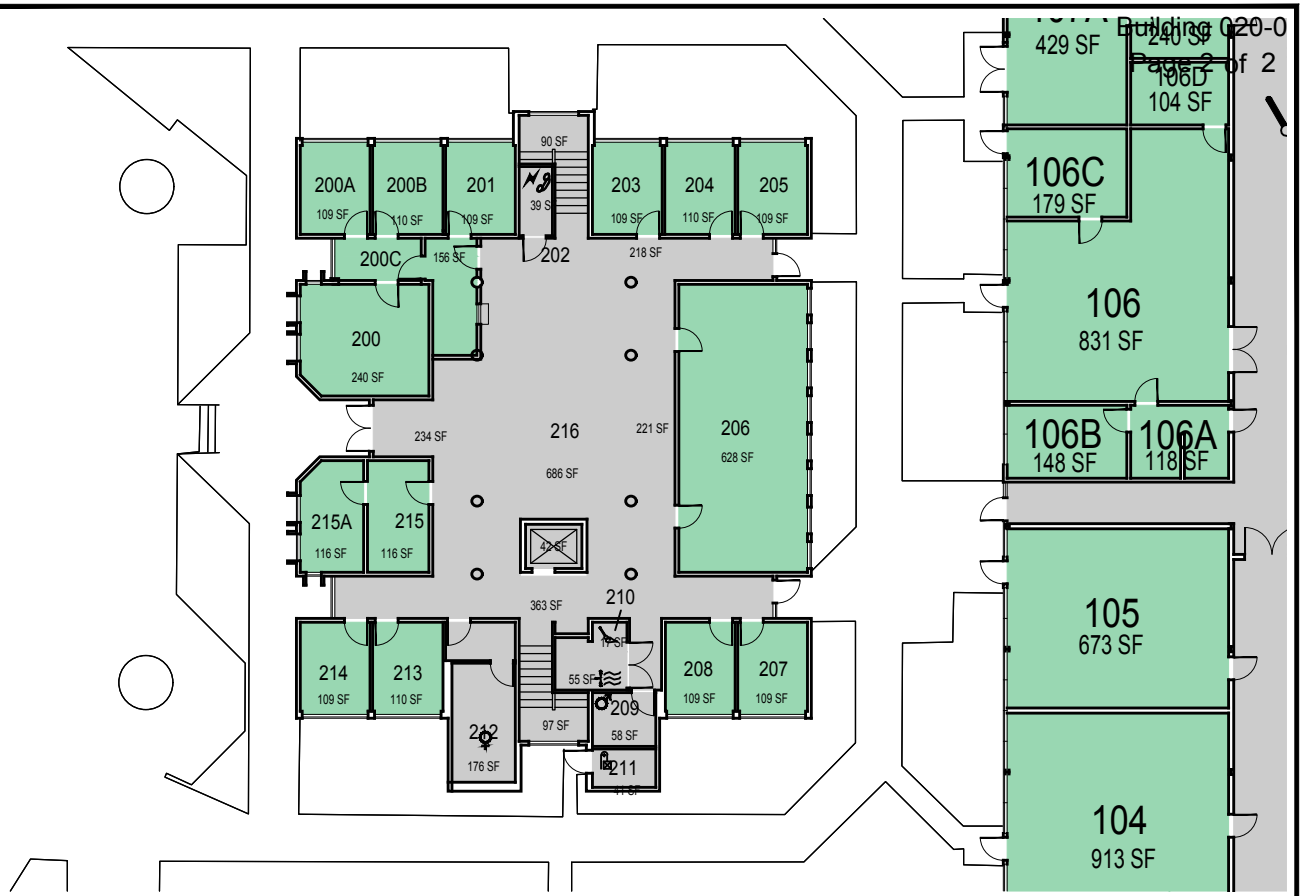 Building 020-0
Page 2 of 2
429 SF
240 SF
106D
104 SF
106C
179 SF
106
831 SF
106B
148 SF
106A
118 SF
105
673 SF
104
913 SF
90 SF
200A
109 SF
200B
110 SF
201
109 SF
39 S
202
203
109 SF
204
110 SF
205
109 SF
218 SF
200C
156 SF
200
240 SF
234 SF
216
686 SF
221 SF
206
628 SF
215A
116 SF
215
116 SF
42 SF
363 SF
210
17 SF
55 SF
214
109 SF
213
110 SF
212
176 SF
97 SF
209
58 SF
211
208
109 SF
207
109 SF